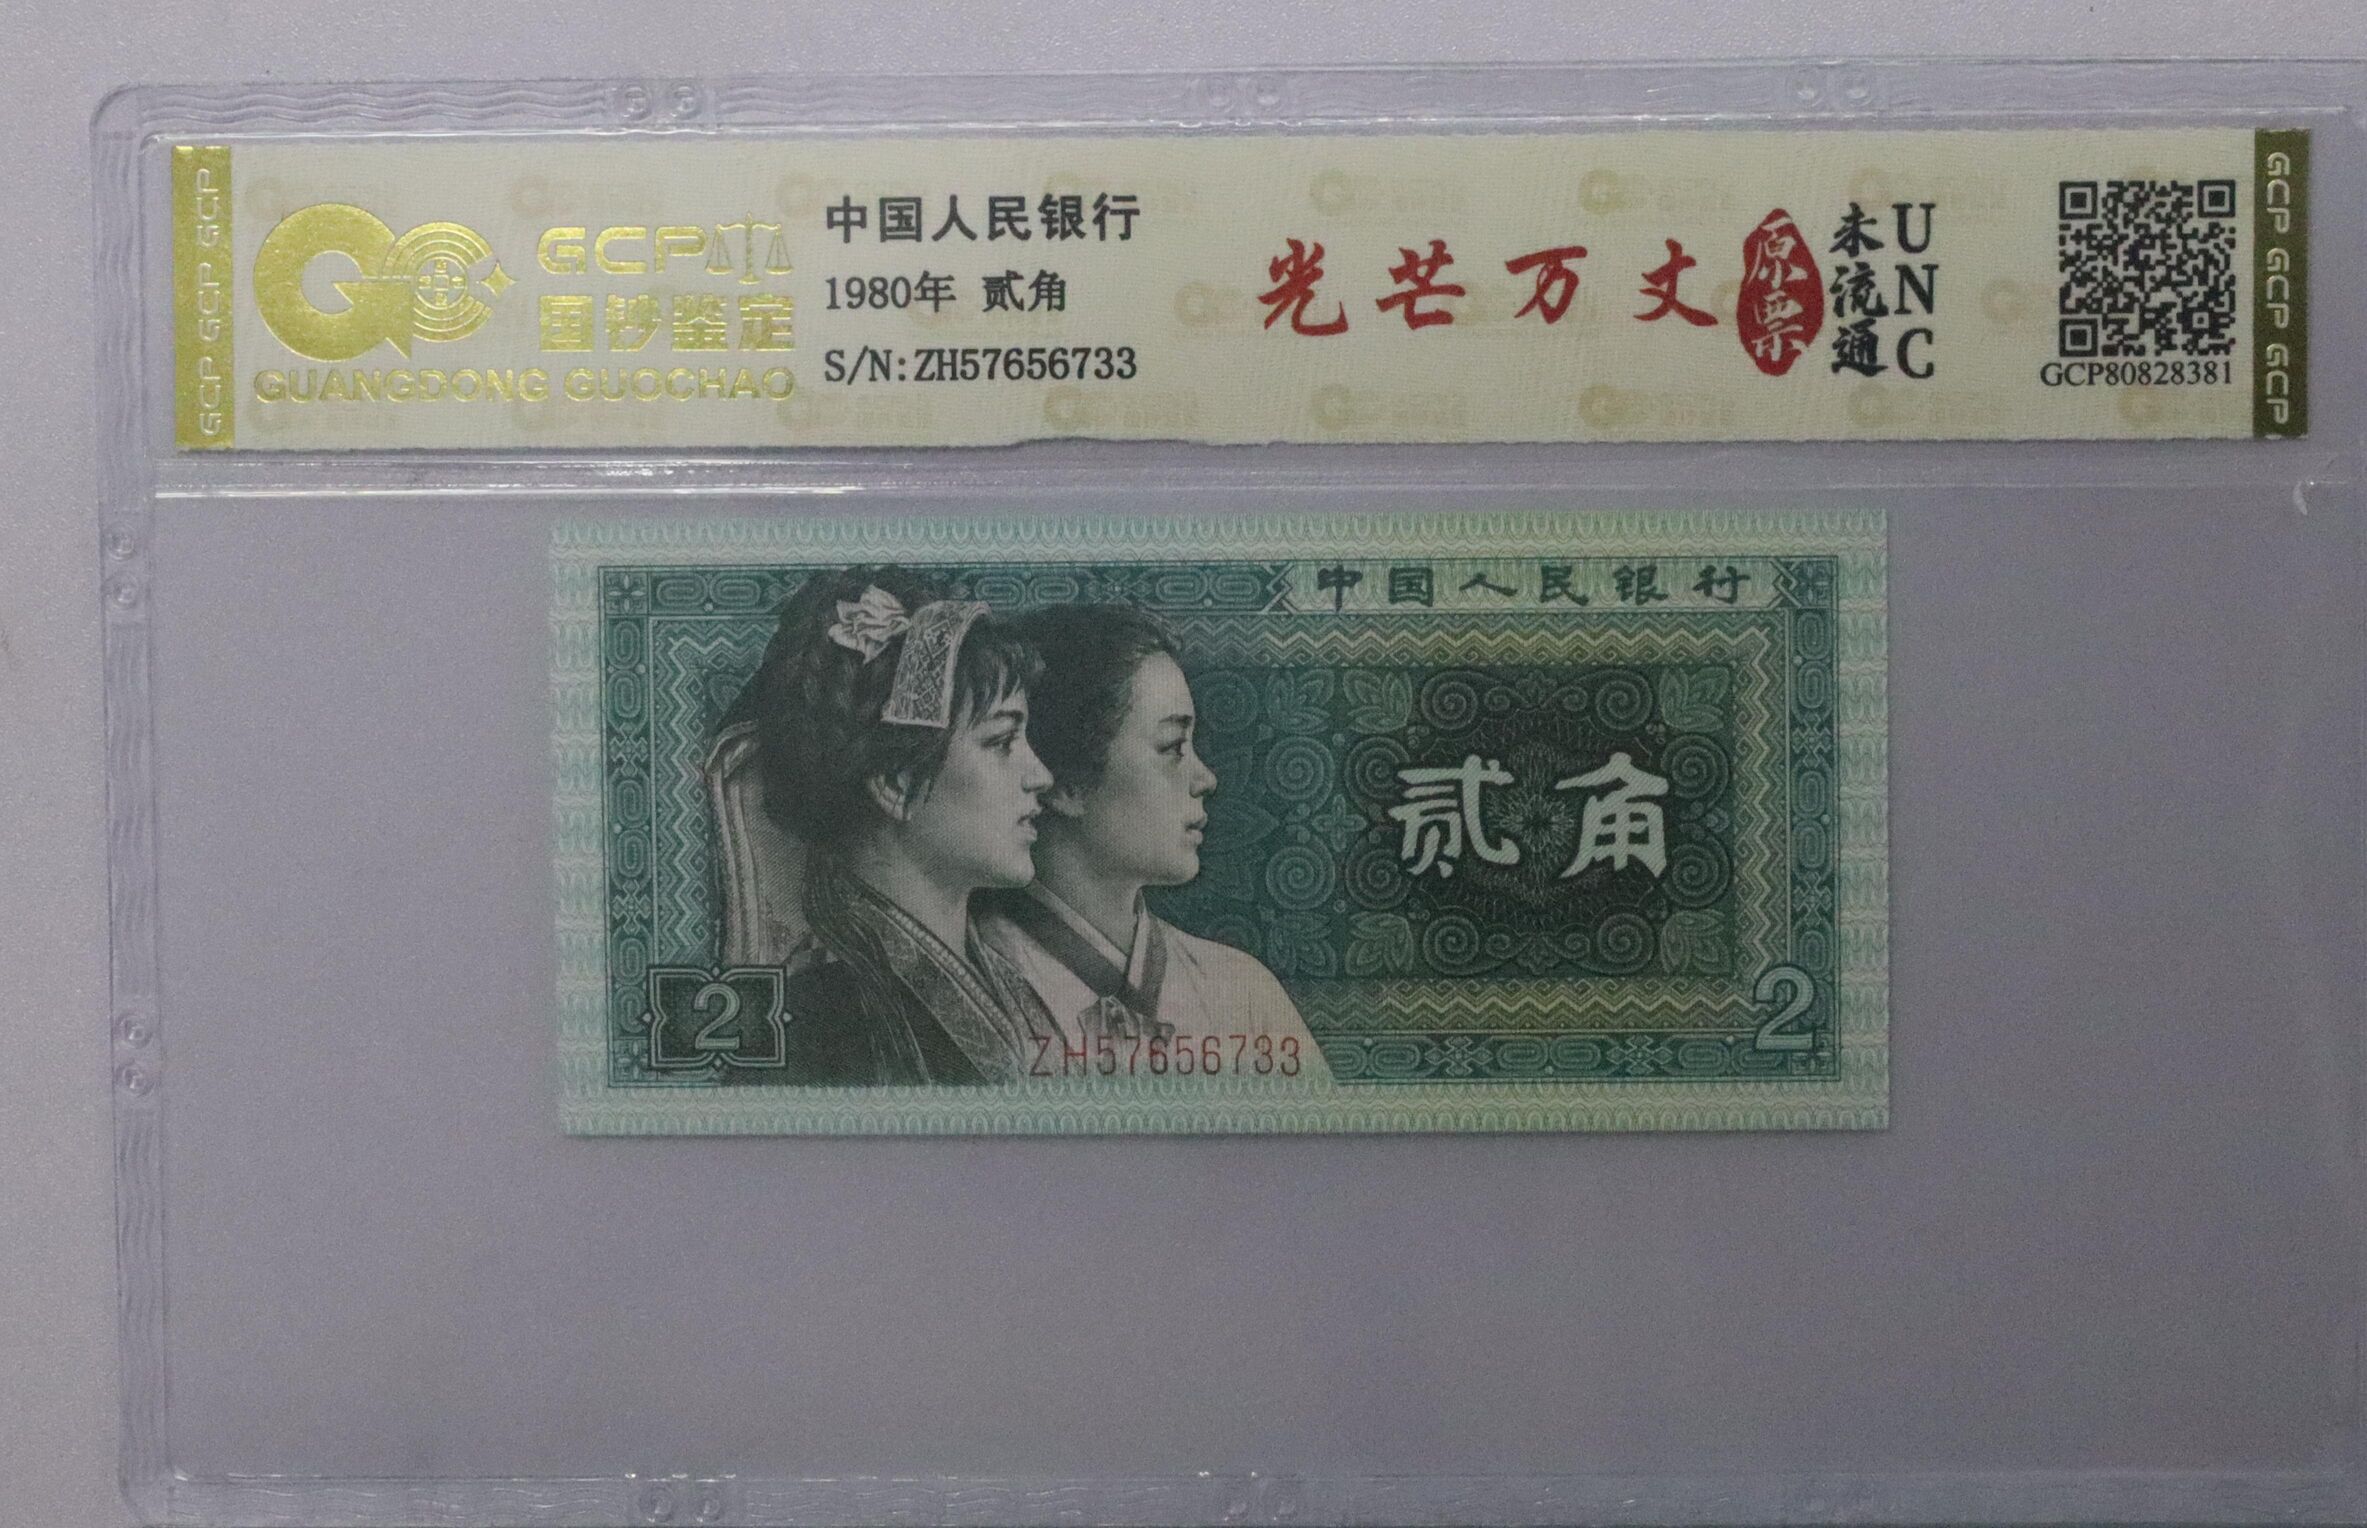 GCP GCP GCP
GCP
国钞鉴定
GUANGDONG GUOCHAO
中国人民银行
1980年 贰角
S/N:ZH57656733
光芒万丈
原票
未流通
UNC
GCP80828381
GCP GCP GCP
中国人民银行
贰角
2
2
ZH57656733